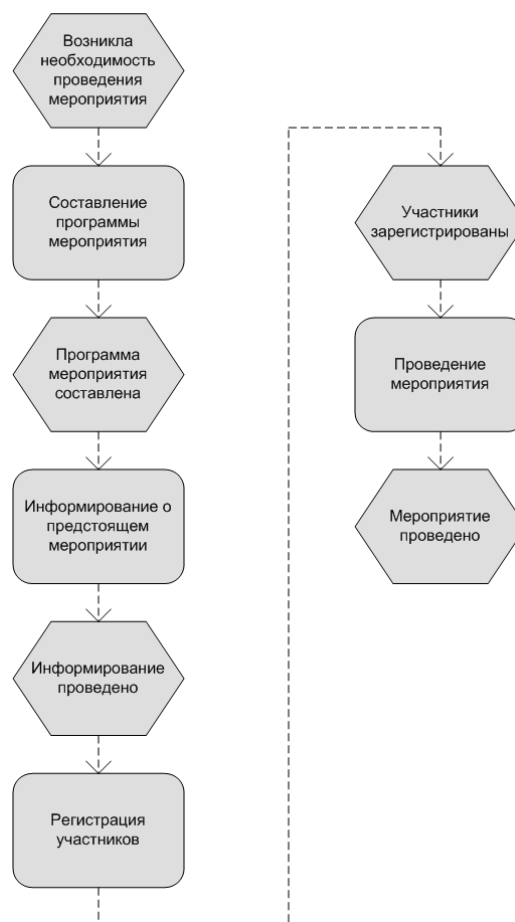 Возникла
необходимость
проведения
мероприятия
Составление
программы
мероприятия
Программа
мероприятия
составлена
Информирование о
предстоящем
мероприятии
Информирование
проведено
Регистрация
участников
Участники
зарегистрированы
Проведение
мероприятия
Мероприятие
проведено